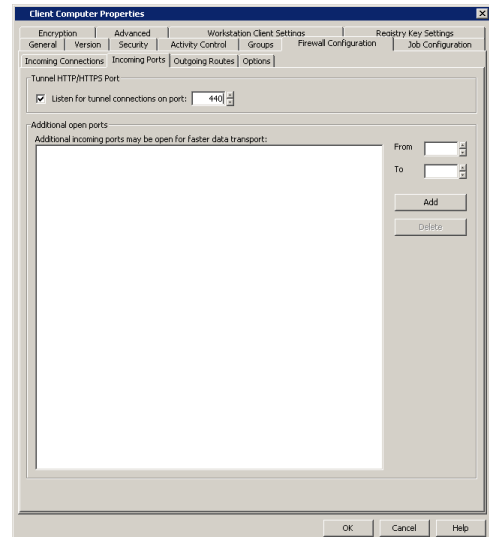 Client Computer Properties
Encryption Advanced Workstation Client Settings Registry Key Settings
General Version Security Activity Control Groups Firewall Configuration Job Configuration
Incoming Connections Incoming Ports Outgoing Routes Options
Tunnel HTTP/HTTPS Port
Listen for tunnel connections on port: 440
Additional open ports
Additional incoming ports may be open for faster data transport:
From
To
Add
Delete
OK Cancel Help